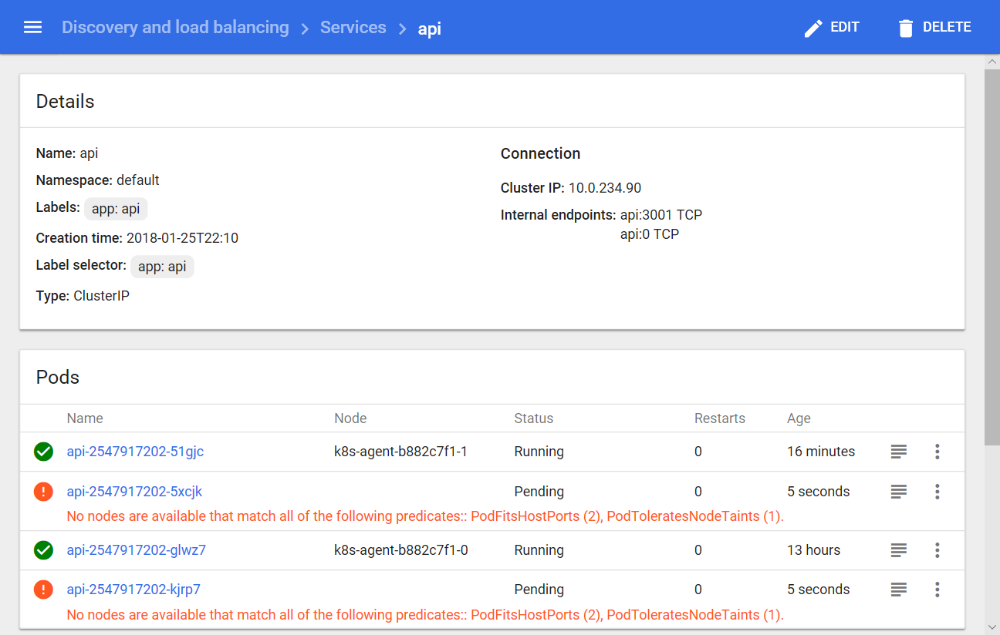 Discovery and load balancing > Services > api
EDIT
DELETE
Details
Name: api
Namespace: default
Labels: app: api
Creation time: 2018-01-25T22:10
Label selector: app: api
Type: ClusterIP
Connection
Cluster IP: 10.0.234.90
Internal endpoints: api:3001 TCP
api:0 TCP
Pods
Name Node Status Restarts Age
api-2547917202-51gjc k8s-agent-b882c7f1-1 Running 0 16 minutes
api-2547917202-5xcjk Pending 0 5 seconds
No nodes are available that match all of the following predicates:: PodFitsHostPorts (2), PodToleratesNodeTaints (1).
api-2547917202-glwz7 k8s-agent-b882c7f1-0 Running 0 13 hours
api-2547917202-kjrp7 Pending 0 5 seconds
No nodes are available that match all of the following predicates:: PodFitsHostPorts (2), PodToleratesNodeTaints (1).